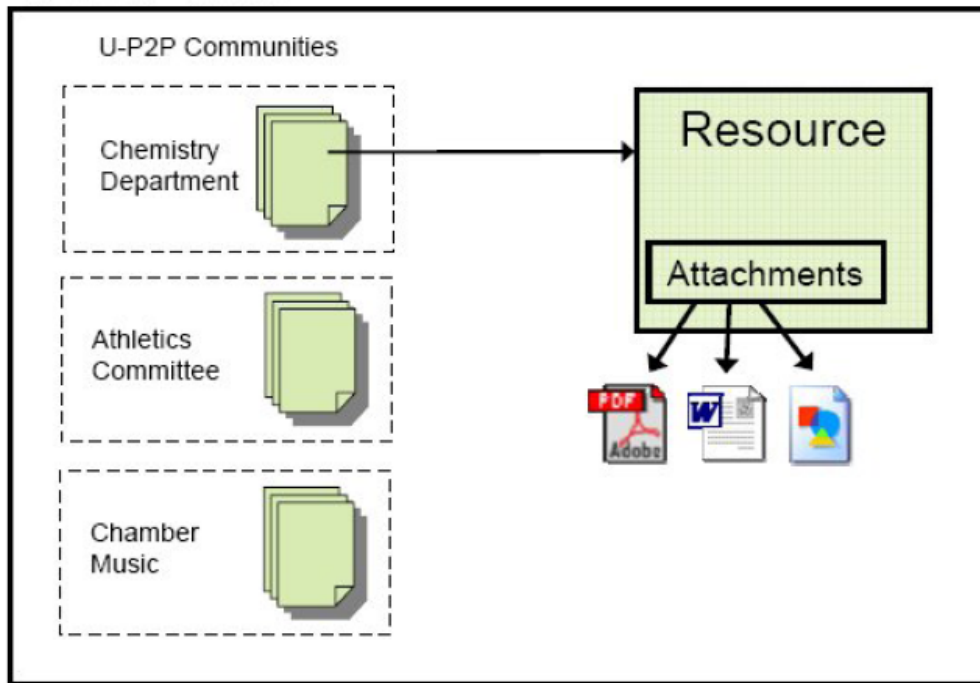 U-P2P Communities
Chemistry
Department
Resource
Attachments
Athletics
Committee
PDF
Adobe
W
Chamber
Music